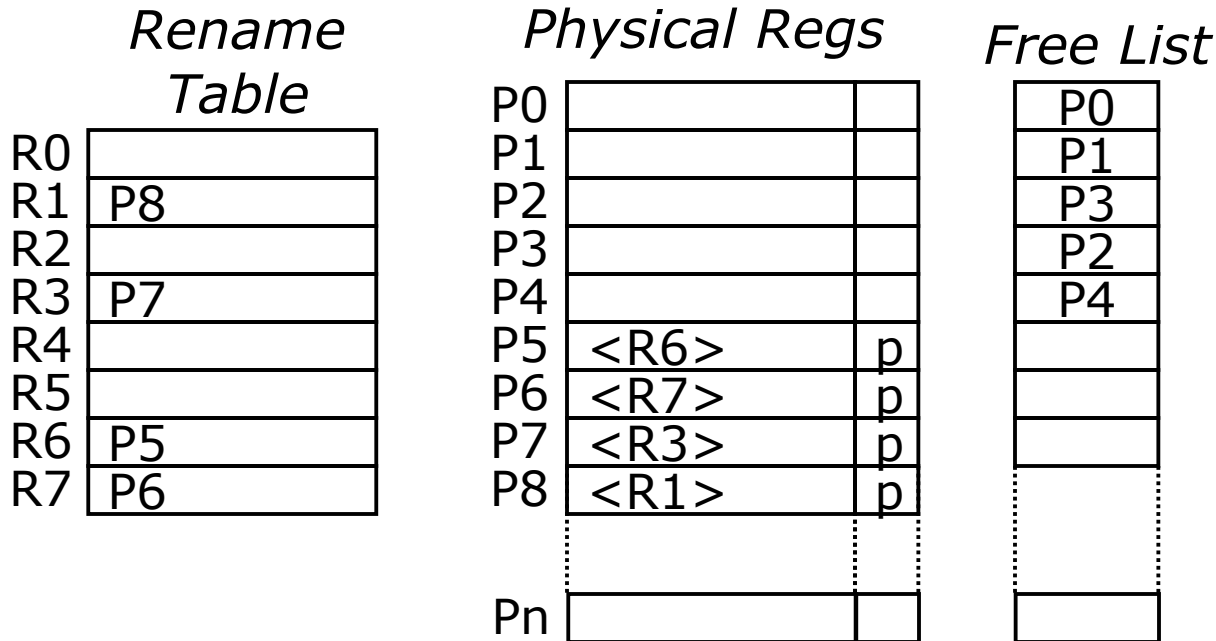 Rename
Table
Physical Regs
Free List
R0
R1 P8
R2
R3 P7
R4
R5
R6 P5
R7 P6
P0
P1
P2
P3
P4
P5 <R6> p
P6 <R7> p
P7 <R3> p
P8 <R1> p
Pn
P0
P1
P3
P2
P4